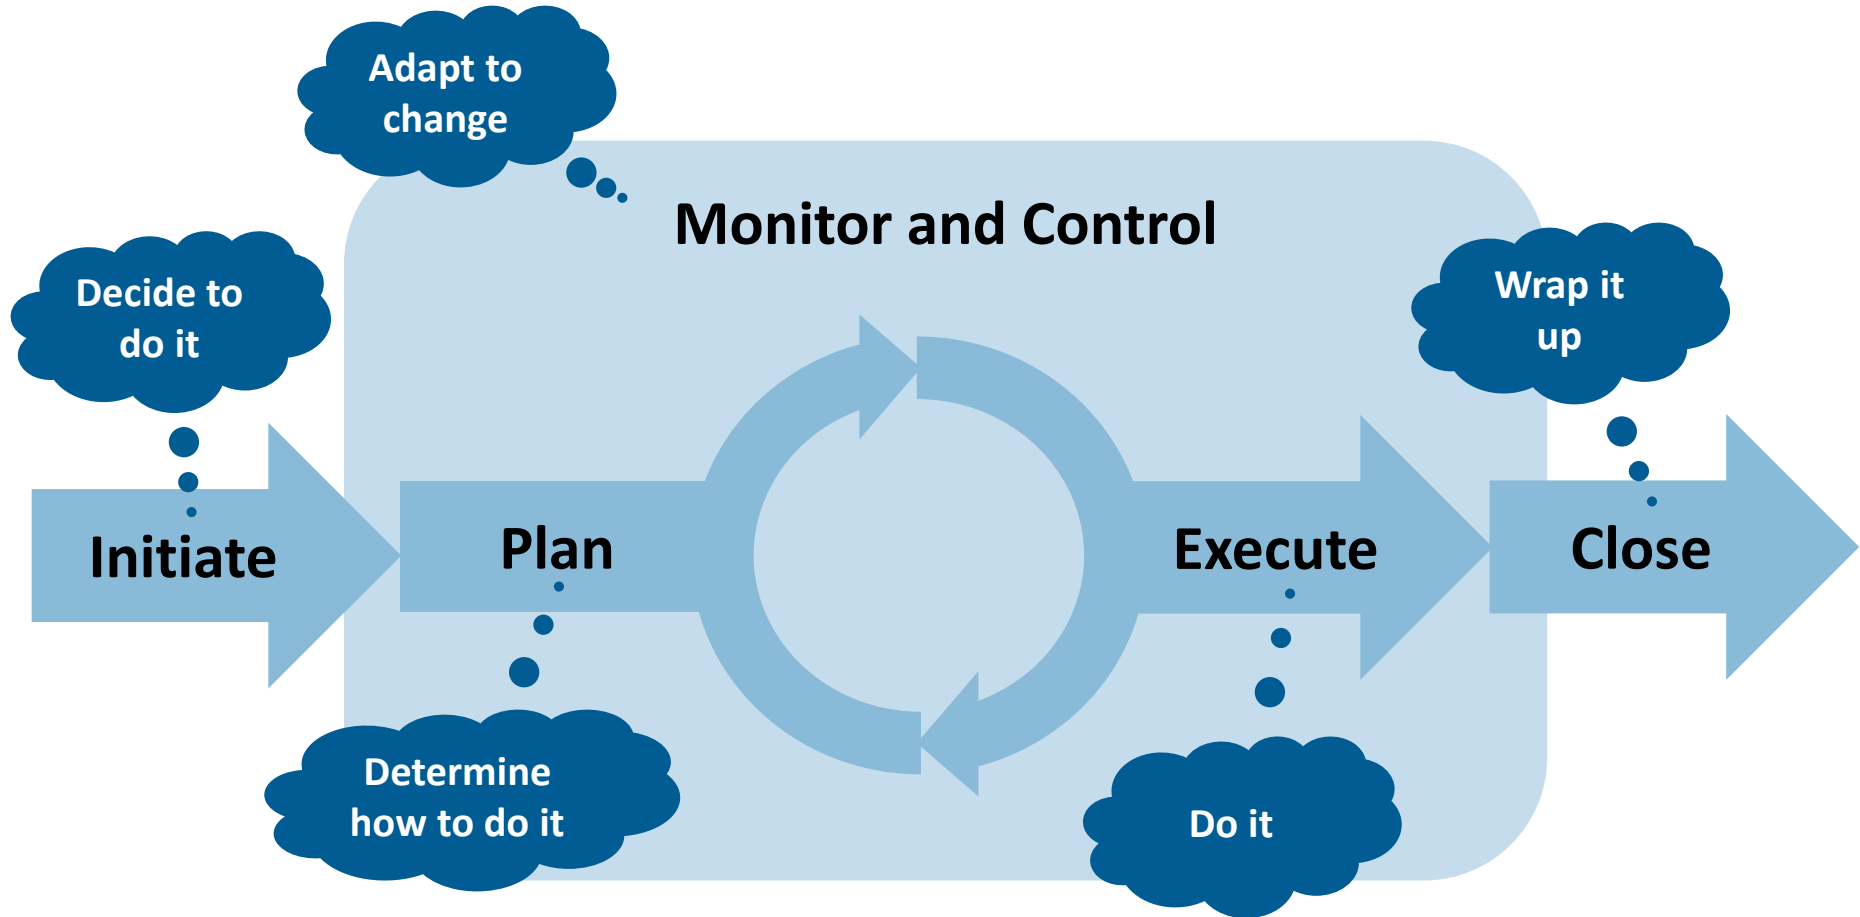 Adapt to
change
Monitor and Control
Decide to
do it
Wrap it
up
Initiate
Plan
Execute
Close
Determine
how to do it
Do it